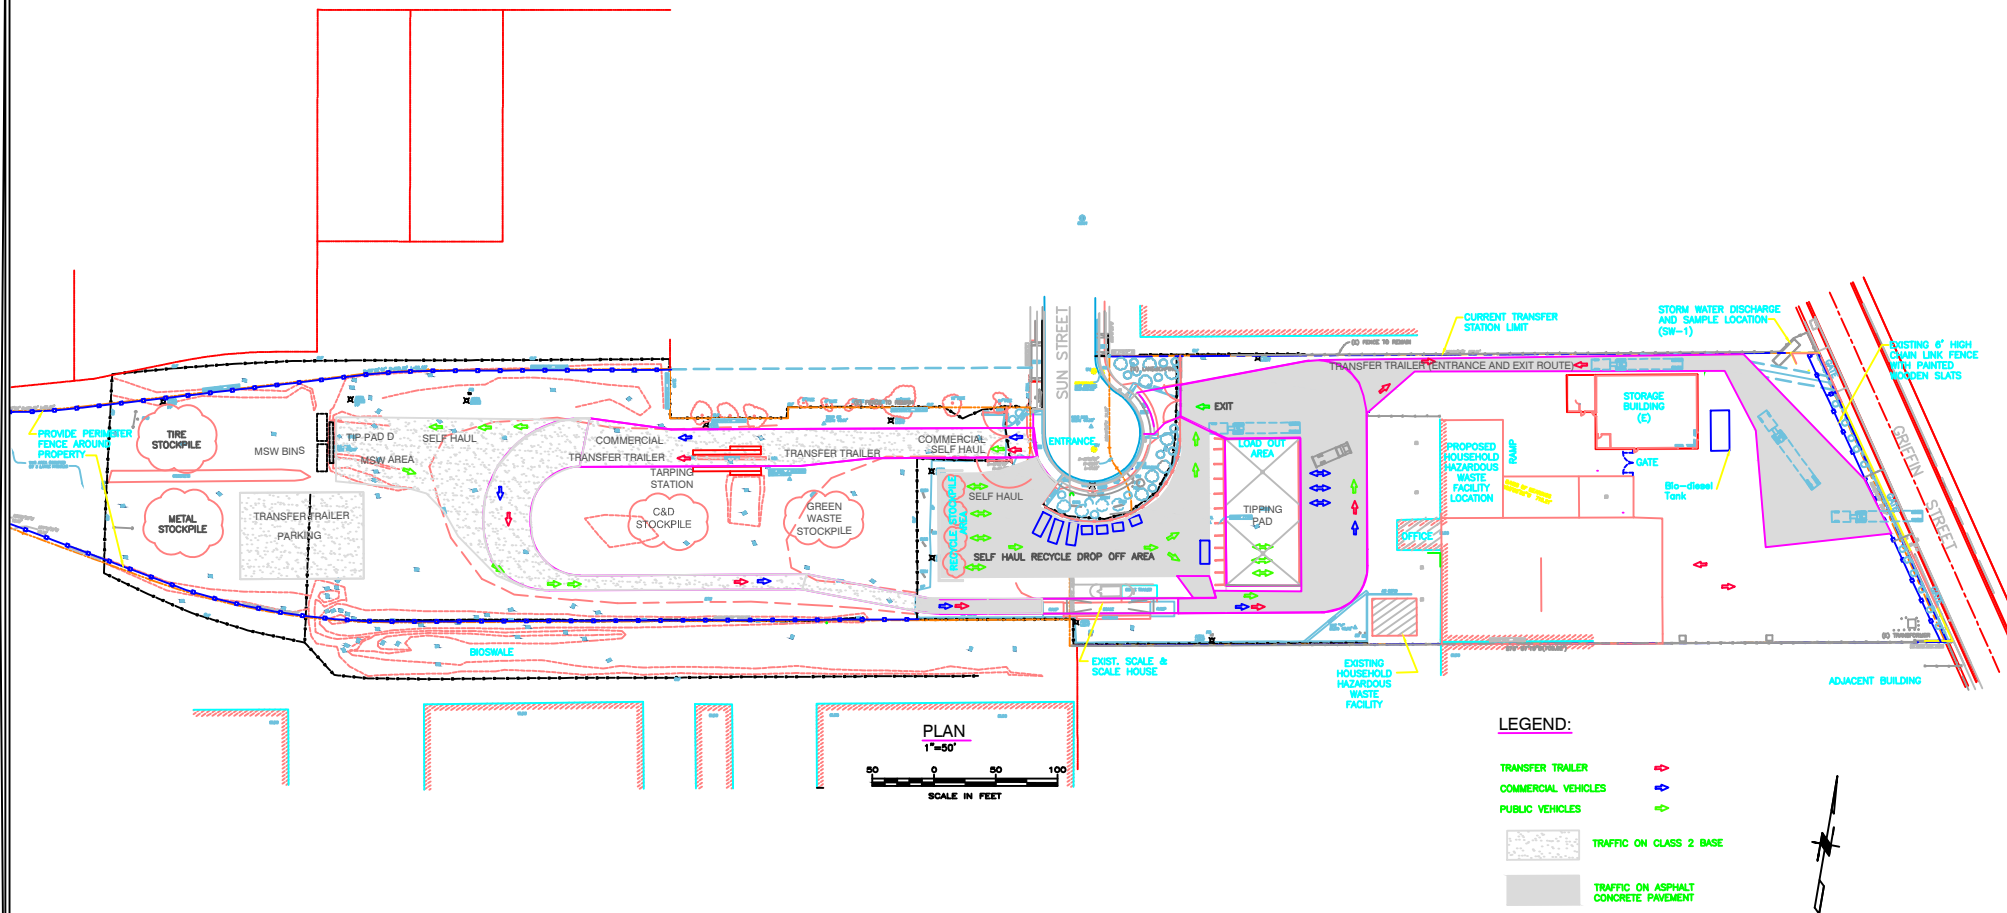 SUN STREET
CURRENT TRANSFER
STATION LIMIT
STORM WATER DISCHARGE
AND SAMPLE LOCATION
(SW-1)
EXISTING 6' HIGH
CHAIN LINK FENCE
WITH PAINTED
WOODEN SLATS
(E) FENCE TO REMAIN
TRANSFER TRAILER (ENTRANCE AND EXIT ROUTE)
EXIT
STORAGE
BUILDING
(E)
GATE
Bio-diesel
Tank
GRIFFIN STREET
RAMP
PROPOSED
HOUSEHOLD
HAZARDOUS
WASTE
FACILITY
LOCATION
OFFICE
LOAD OUT
AREA
TIPPING
PAD
ENTRANCE
PROVIDE PERIMETER
FENCE AROUND
PROPERTY
TIRE
STOCKPILE
MSW BINS
TIP PAD D
MSW AREA
SELF HAUL
COMMERCIAL
TRANSFER TRAILER
TARPING
STATION
TRANSFER TRAILER
COMMERCIAL
SELF HAUL
METAL
STOCKPILE
TRANSFER TRAILER
PARKING
C&D
STOCKPILE
GREEN
WASTE
STOCKPILE
RECYCLE STOCKPILE
AREA
SELF HAUL
SELF HAUL RECYCLE DROP OFF AREA
BIOSWALE
EXIST. SCALE &
SCALE HOUSE
EXISTING
HOUSEHOLD
HAZARDOUS
WASTE
FACILITY
(E) TRANSFORMER
ADJACENT BUILDING
PLAN
1"=50'
50 0 50 100
SCALE IN FEET
LEGEND:
TRANSFER TRAILER
COMMERCIAL VEHICLES
PUBLIC VEHICLES
TRAFFIC ON CLASS 2 BASE
TRAFFIC ON ASPHALT
CONCRETE PAVEMENT